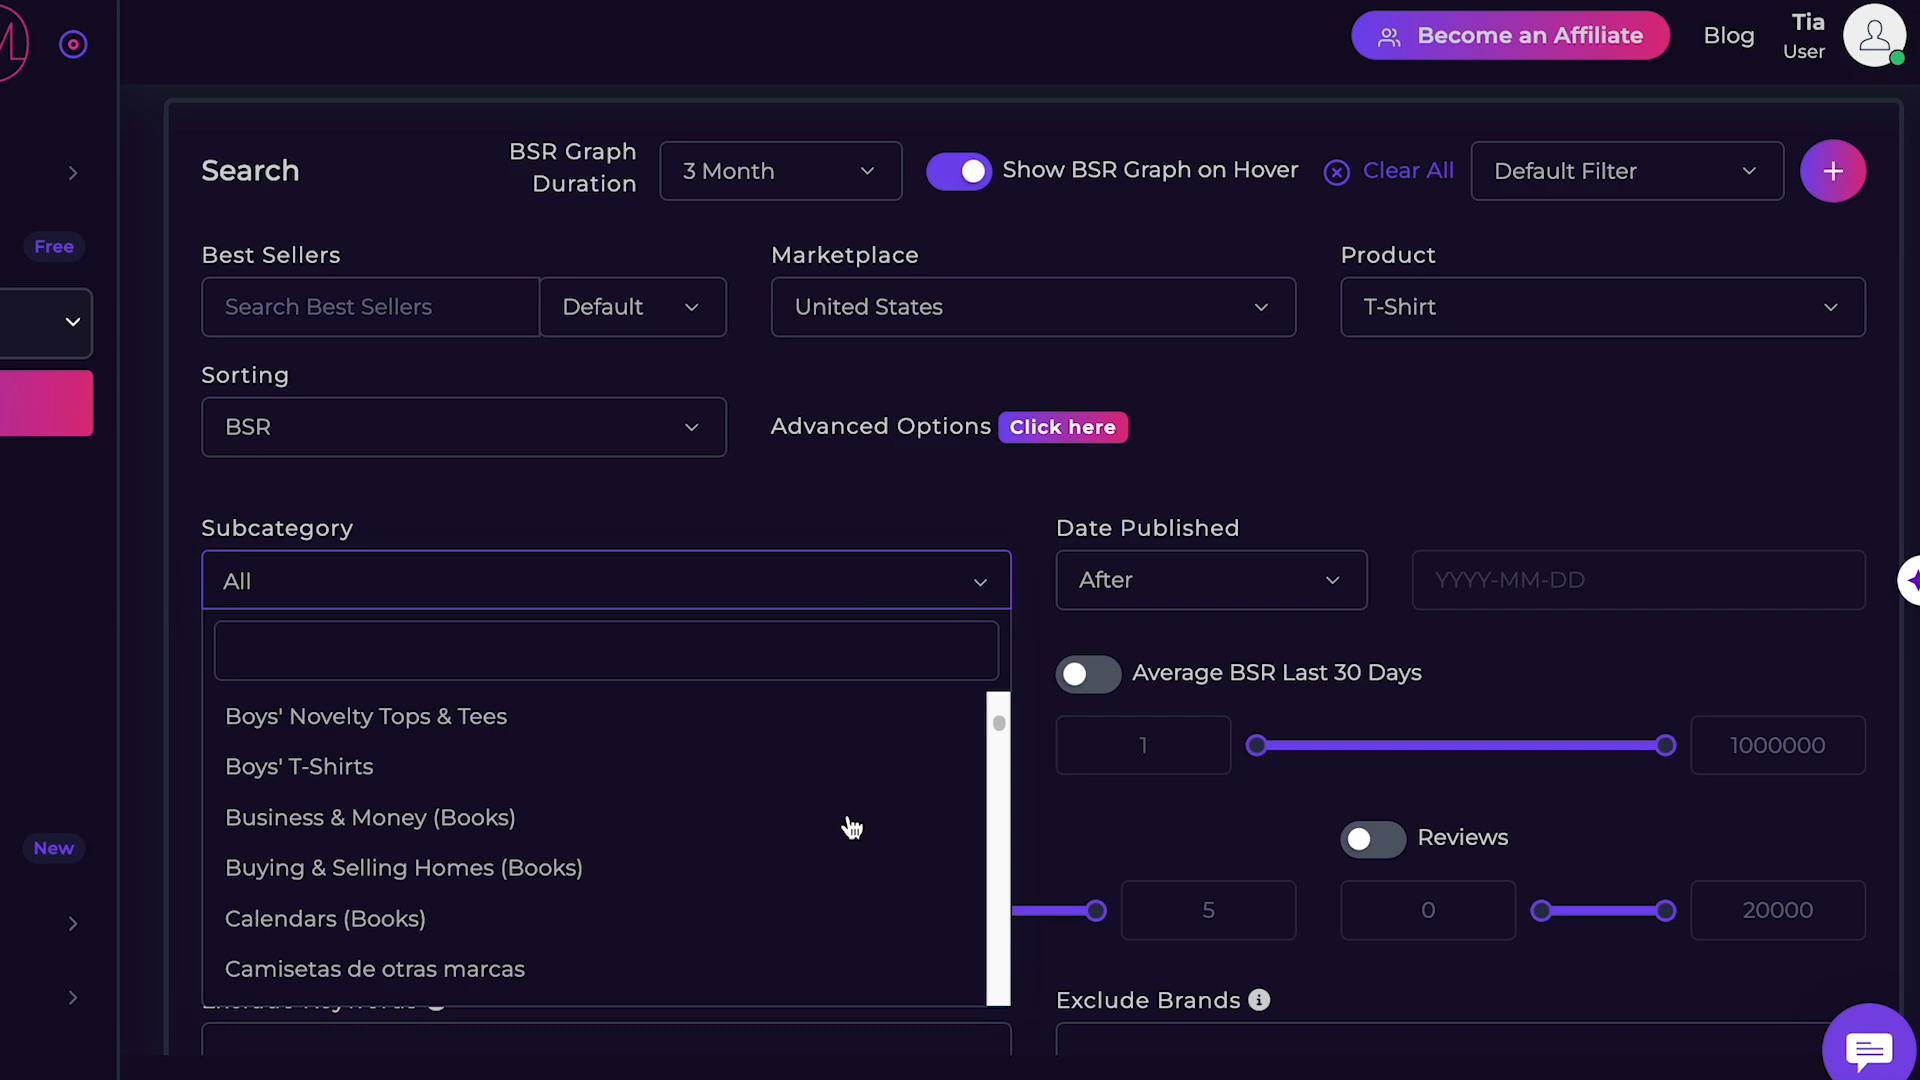 Become an Affiliate
Blog
Tia
User
Search
BSR Graph
Duration
3 Month
Show BSR Graph on Hover
Clear All
Default Filter
Free
Best Sellers
Marketplace
Product
Search Best Sellers
Default
United States
T-Shirt
Sorting
BSR
Advanced Options
Click here
Subcategory
Date Published
All
After
YYYY-MM-DD
Average BSR Last 30 Days
Boys' Novelty Tops & Tees
1
1000000
Boys' T-Shirts
Business & Money (Books)
Reviews
New
Buying & Selling Homes (Books)
Calendars (Books)
5
0
20000
Camisetas de otras marcas
Exclude Brands